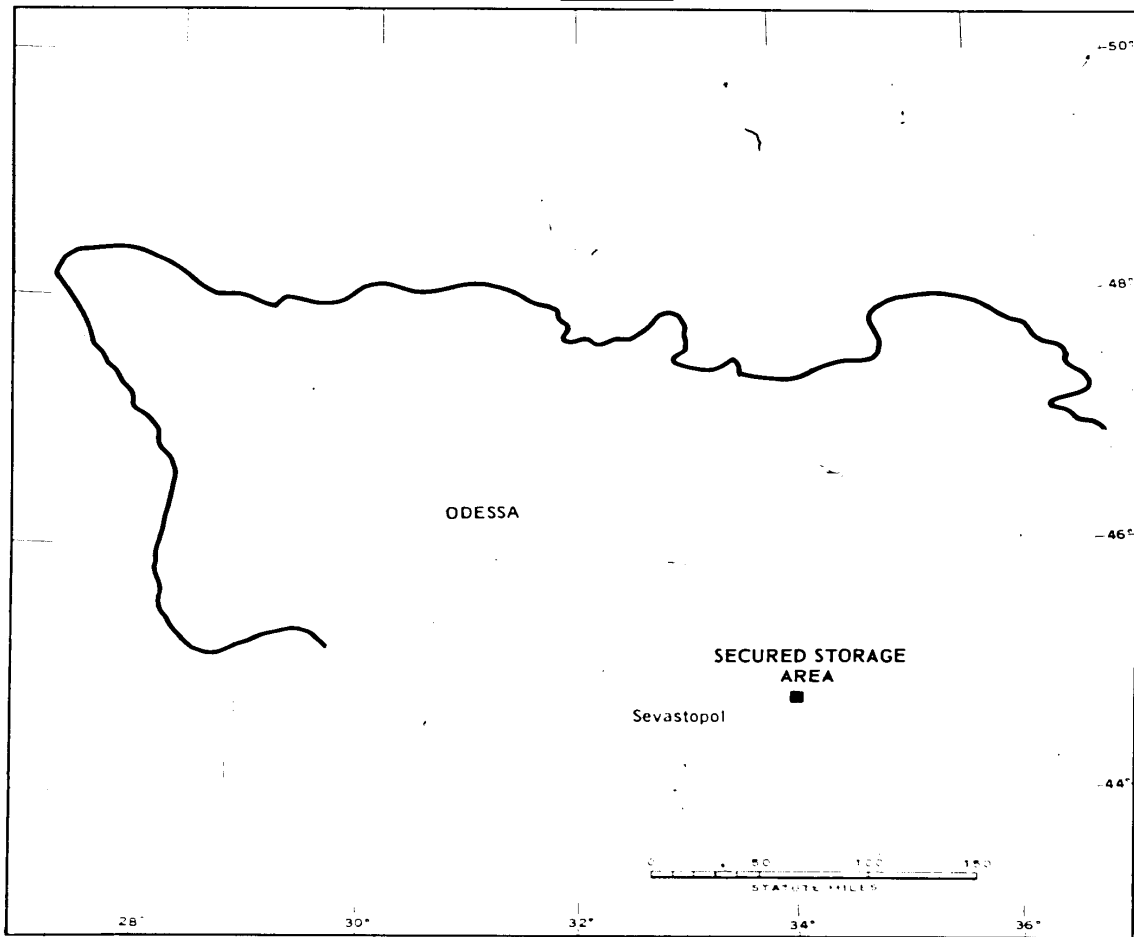 50°
48°
ODESSA
46°
SECURED STORAGE
AREA
Sevastopol
44°
0 50 100 150
STATUTE MILES
28° 30° 32° 34° 36°